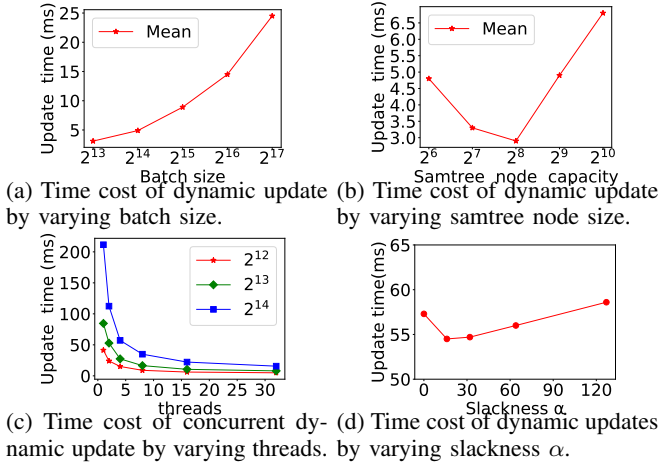 Update time (ms)
25
20
15
10
5
Mean
2^13 2^14 2^15 2^16 2^17
Batch size
(a) Time cost of dynamic update
by varying batch size.
Update time (ms)
6.5
6.0
5.5
5.0
4.5
4.0
3.5
3.0
Mean
2^6 2^7 2^8 2^9 2^10
Samtree node capacity
(b) Time cost of dynamic update
by varying samtree node size.
Update time (ms)
200
150
100
50
0
2^12
2^13
2^14
0 5 10 15 20 25 30
threads
(c) Time cost of concurrent dy-
namic update by varying threads.
Update time(ms)
65
60
55
50
0 30 60 90 120
Slackness α
(d) Time cost of dynamic updates
by varying slackness α.